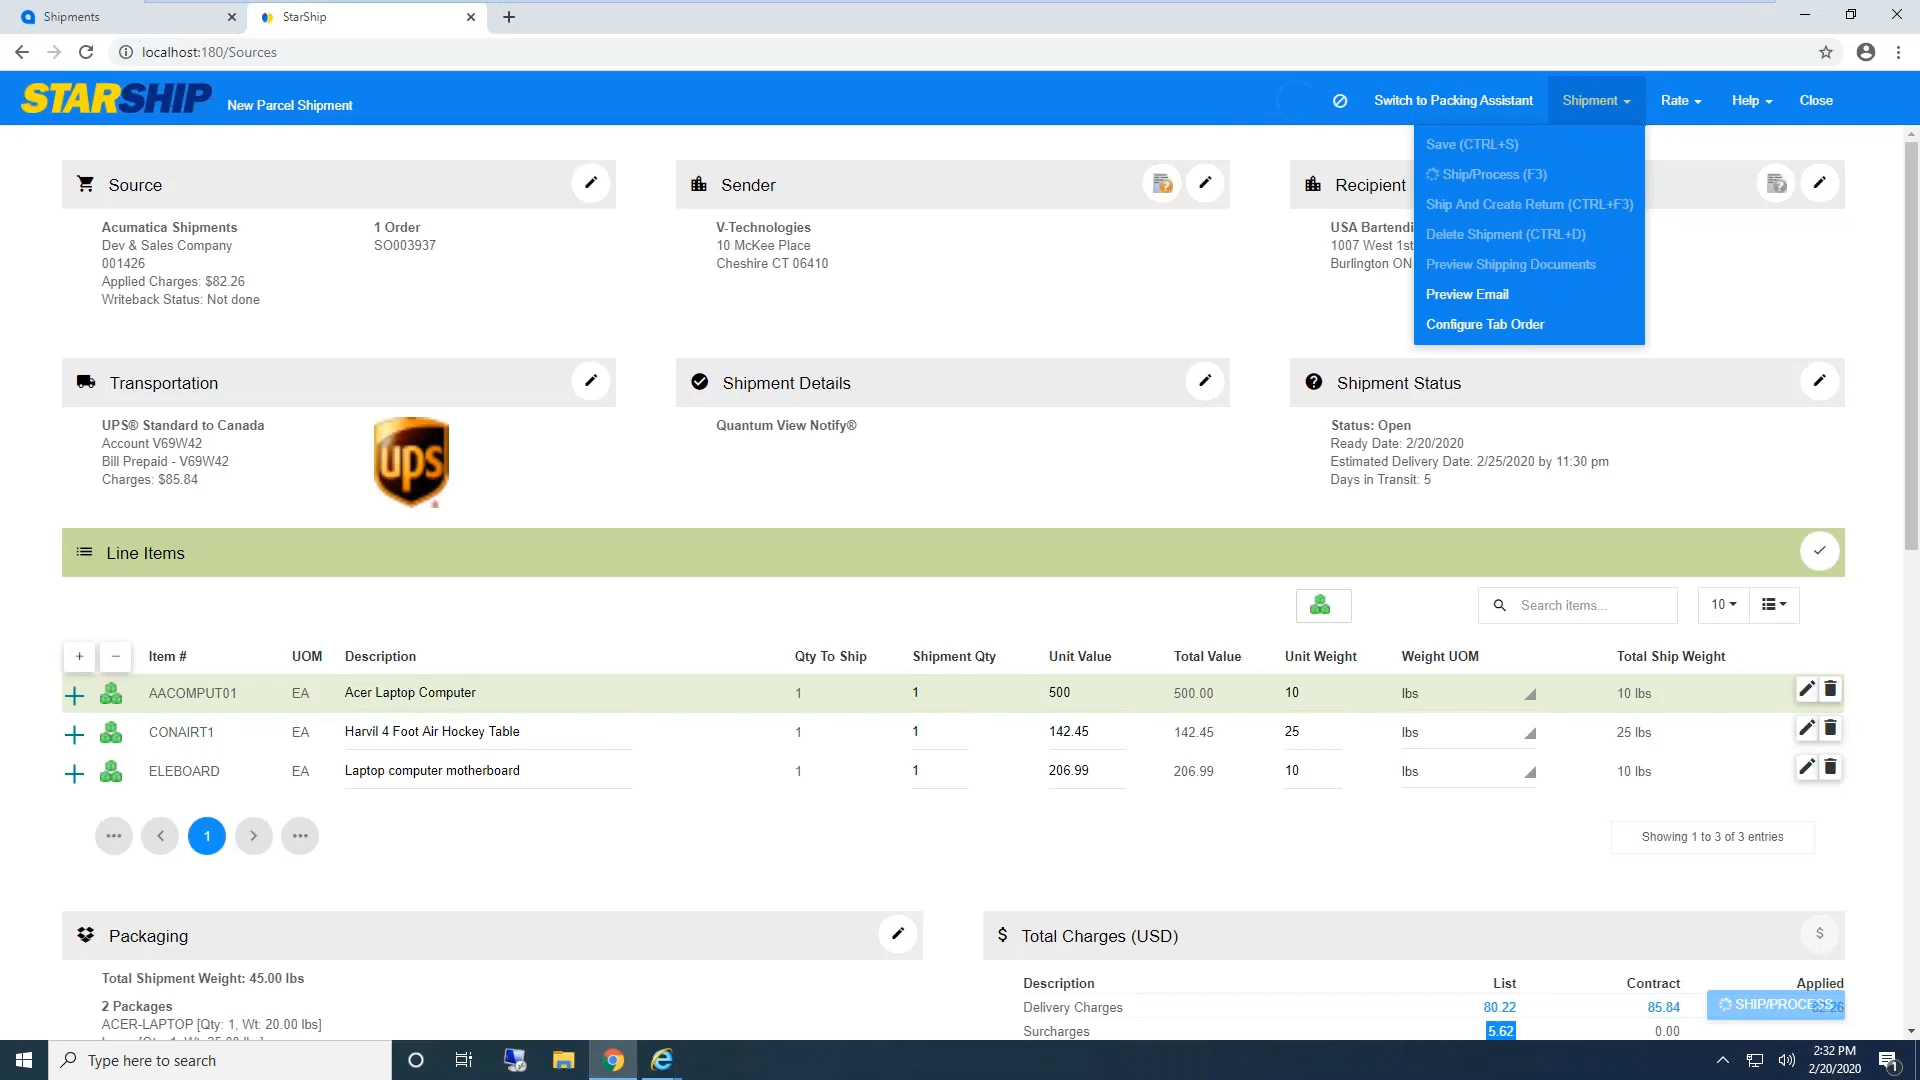 Shipments
StarShip
localhost:180/Sources
STARSHIP
New Parcel Shipment
Switch to Packing Assistant
Shipment
Rate
Help
Close
Save (CTRL+S)
Ship/Process (F3)
Ship And Create Return (CTRL+F3)
Delete Shipment (CTRL+D)
Preview Shipping Documents
Preview Email
Configure Tab Order
Source
Acumatica Shipments
Dev & Sales Company
001426
Applied Charges: $82.26
Writeback Status: Not done
1 Order
SO003937
Sender
V-Technologies
10 McKee Place
Cheshire CT 06410
Recipient
USA Bartendi
1007 West 1st
Burlington ON
Transportation
UPS® Standard to Canada
Account V69W42
Bill Prepaid - V69W42
Charges: $85.84
ups
Shipment Details
Quantum View Notify®
Shipment Status
Status: Open
Ready Date: 2/20/2020
Estimated Delivery Date: 2/25/2020 by 11:30 pm
Days in Transit: 5
Line Items
Search items...
10
Item # UOM Description Qty To Ship Shipment Qty Unit Value Total Value Unit Weight Weight UOM Total Ship Weight
AACOMPUT01 EA Acer Laptop Computer 1 1 500 500.00 10 lbs 10 lbs
CONAIRT1 EA Harvil 4 Foot Air Hockey Table 1 1 142.45 142.45 25 lbs 25 lbs
ELEBOARD EA Laptop computer motherboard 1 1 206.99 206.99 10 lbs 10 lbs
1
Showing 1 to 3 of 3 entries
Packaging
Total Shipment Weight: 45.00 lbs
2 Packages
ACER-LAPTOP [Qty: 1, Wt: 20.00 lbs]
$ Total Charges (USD)
$
Description List Contract Applied
Delivery Charges 80.22 85.84
SHIP/PROCESS
Surcharges 5.62 0.00
Type here to search
2:32 PM
2/20/2020
1